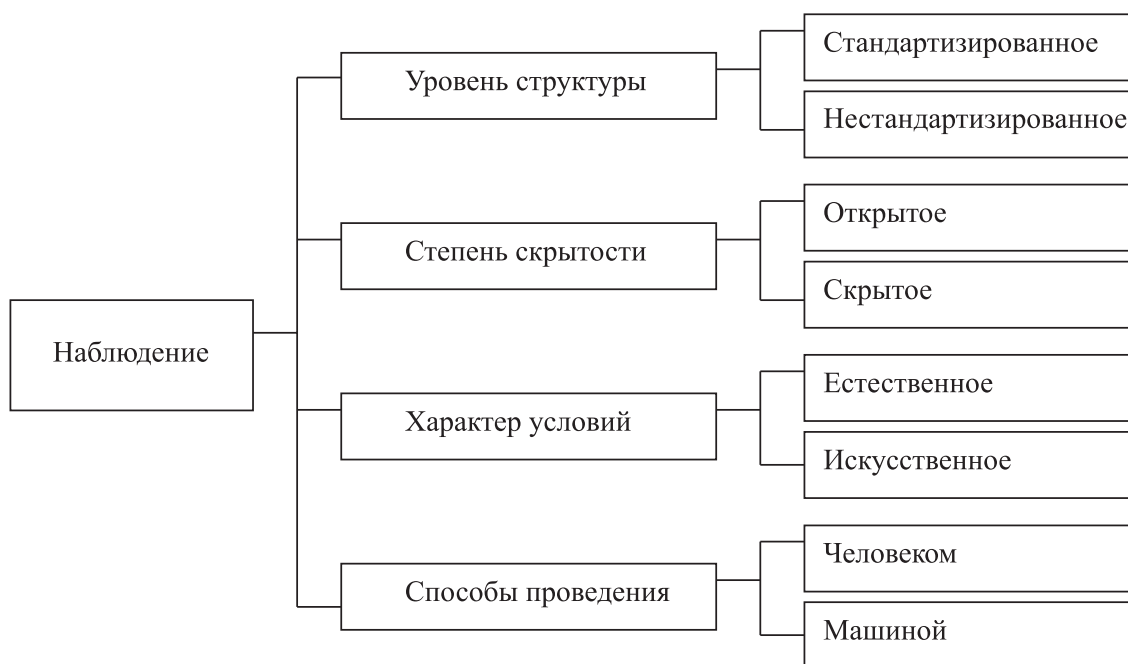 Наблюдение
Уровень структуры
Стандартизированное
Нестандартизированное
Степень скрытости
Открытое
Скрытое
Характер условий
Естественное
Искусственное
Способы проведения
Человеком
Машиной